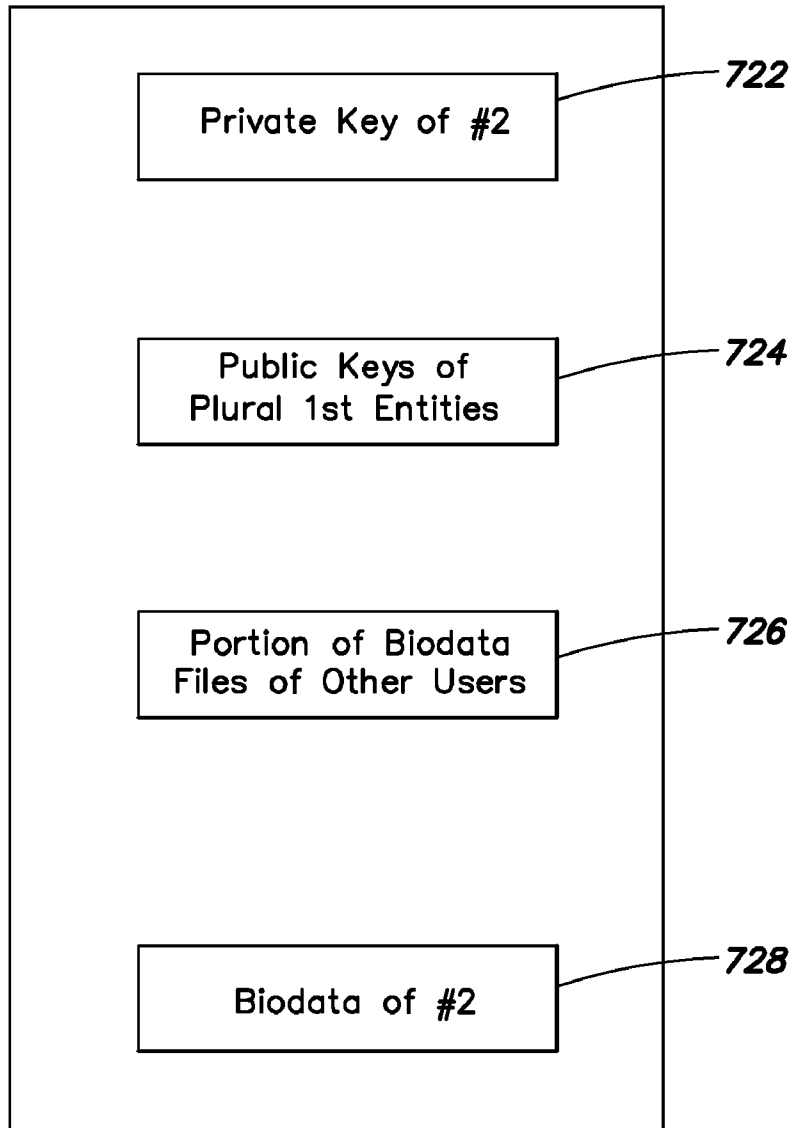 722
Private Key of #2
724
Public Keys of
Plural 1st Entities
726
Portion of Biodata
Files of Other Users
728
Biodata of #2